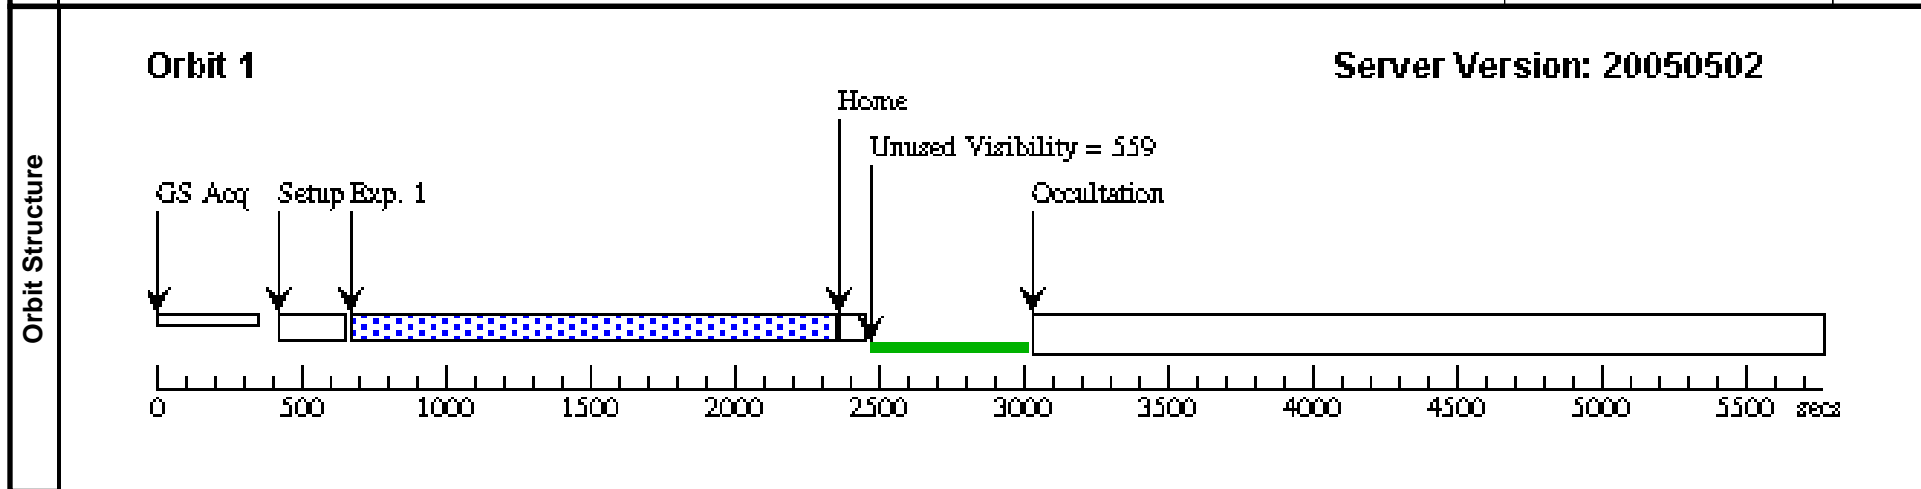 Orbit Structure
Orbit 1
Server Version: 20050502
Home
Unused Visibility = 559
GS Acq
Setup
Exp. 1
Occultation
0 500 1000 1500 2000 2500 3000 3500 4000 4500 5000 5500 secs